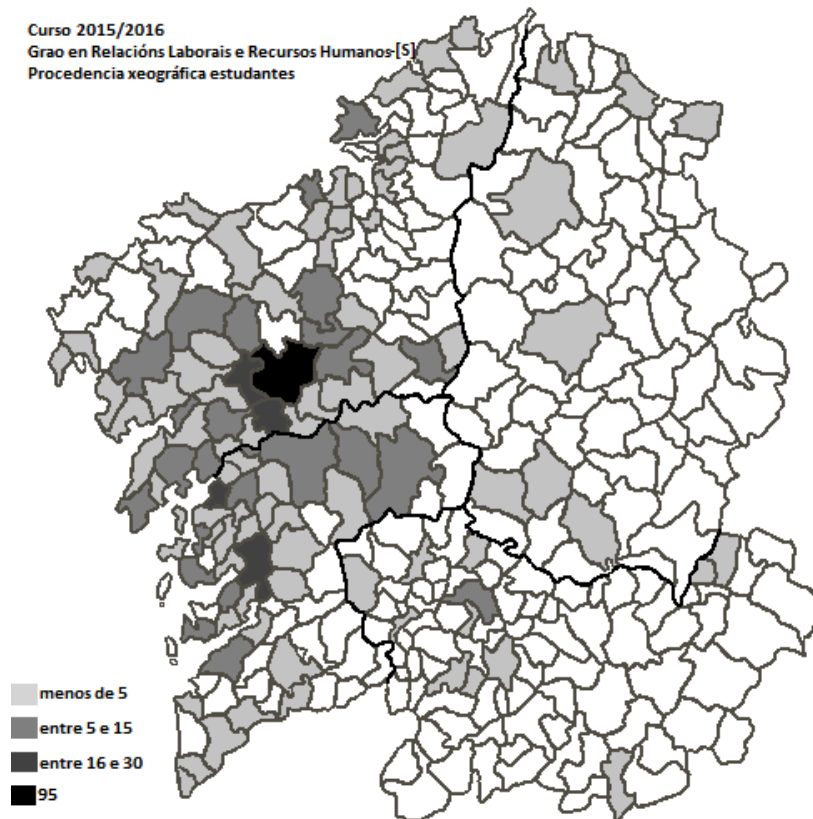 Curso 2015/2016
Grao en Relacións Laborais e Recursos Humanos-[S]
Procedencia xeográfica estudantes
menos de 5
entre 5 e 15
entre 16 e 30
95